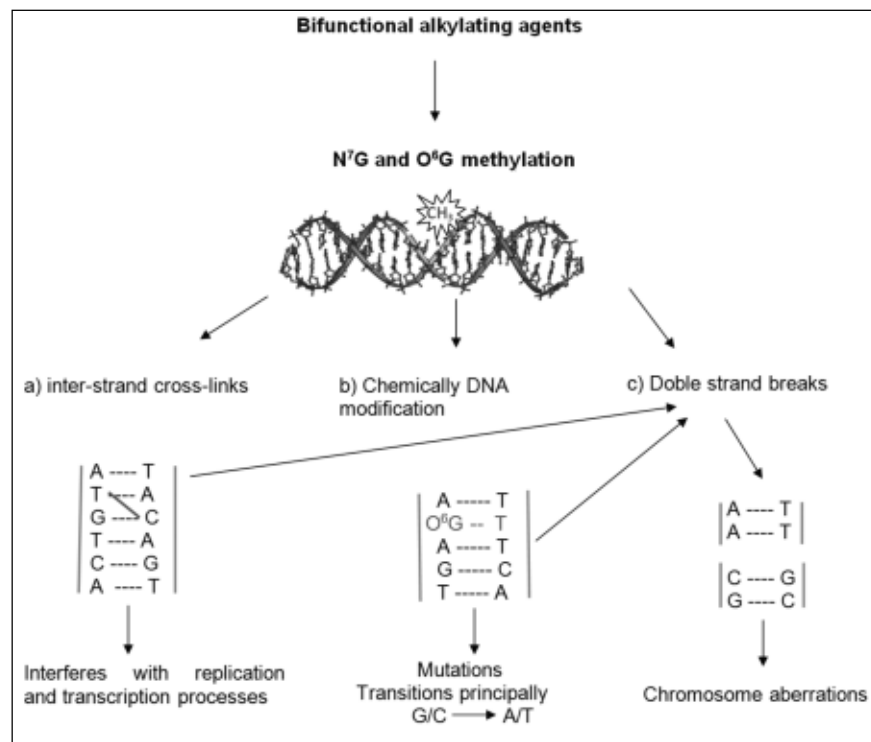 Bifunctional alkylating agents
N⁷G and O⁶G methylation
CH₃
a) inter-strand cross-links
b) Chemically DNA
modification
c) Doble strand breaks
A ---- T
T ---- A
G ---- C
T ---- A
C ---- G
A ---- T
A ----- T
O⁶G -- T
A ----- T
G ----- C
T ----- A
A ---- T
A ---- T
C ---- G
G ---- C
Interferes with replication
and transcription processes
Mutations
Transitions principally
G/C → A/T
Chromosome aberrations